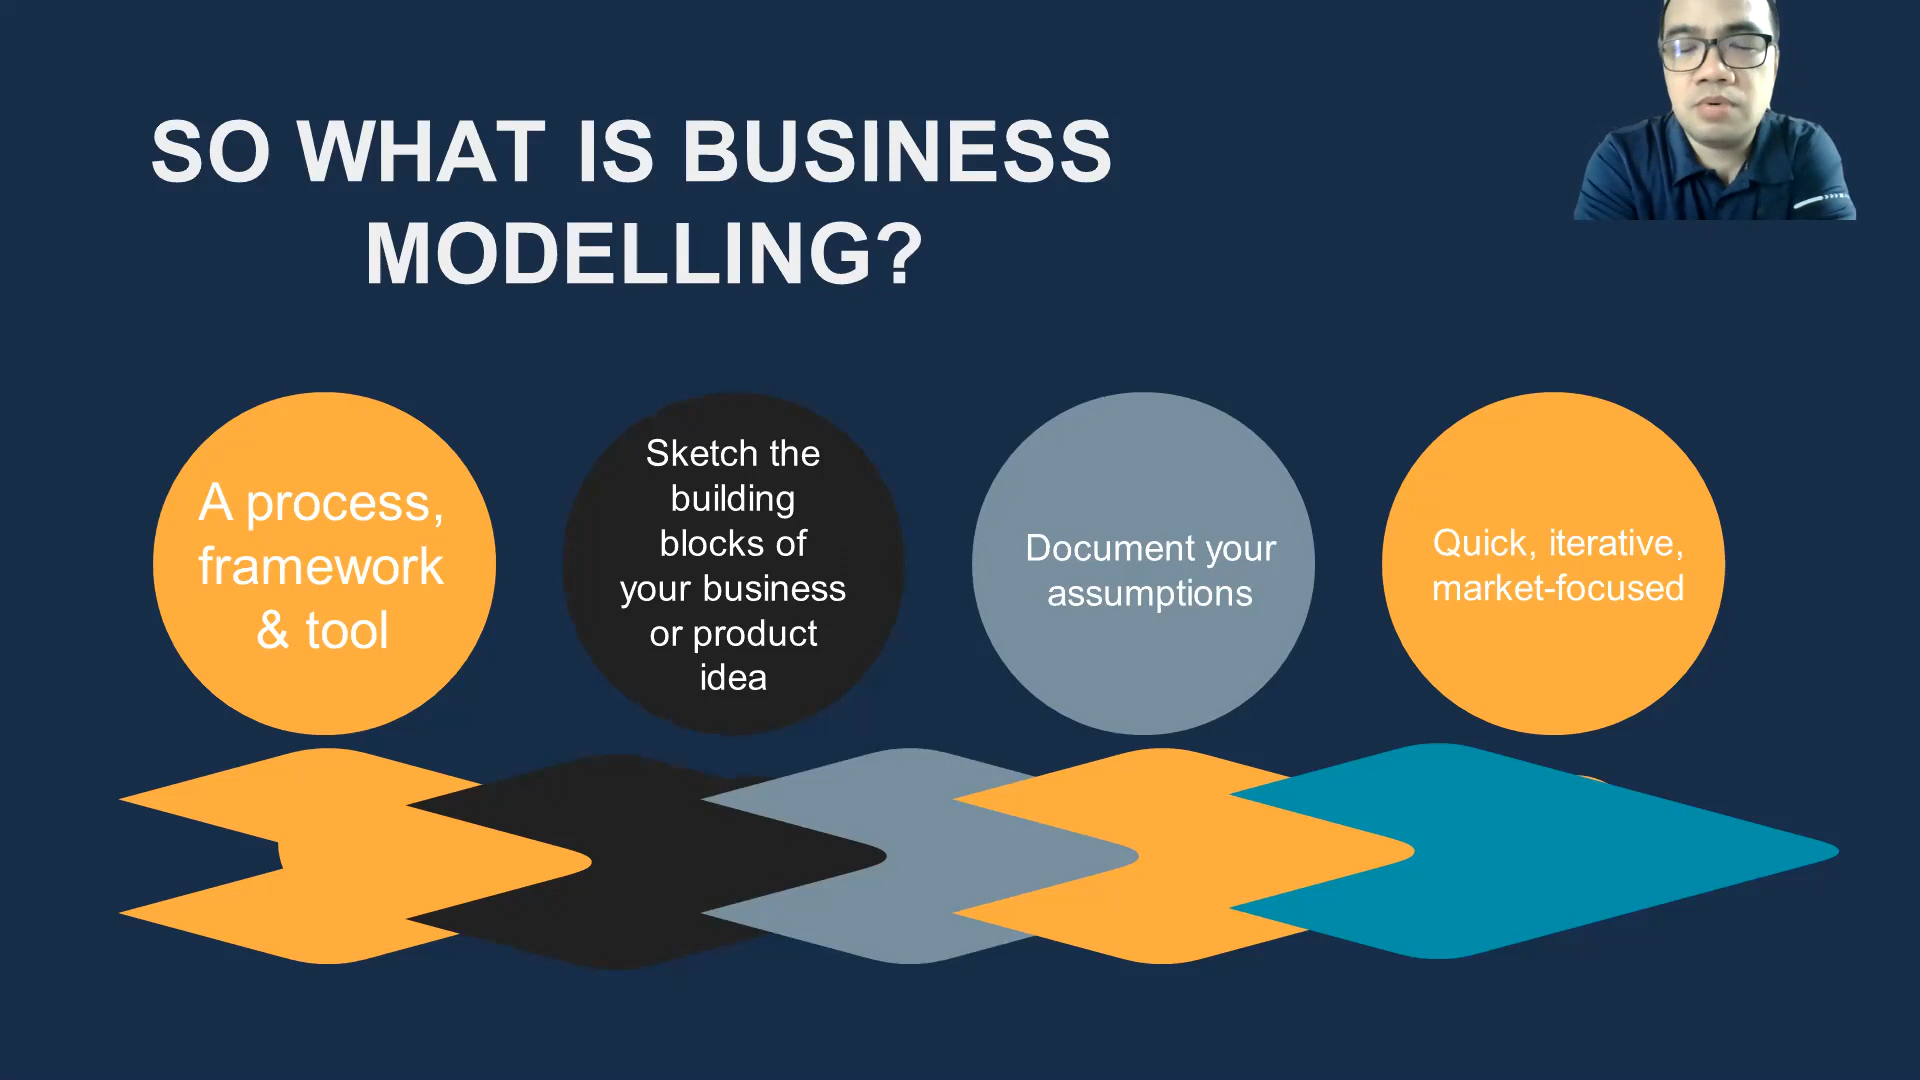 SO WHAT IS BUSINESS
MODELLING?
A process,
framework
& tool
Sketch the
building
blocks of
your business
or product
idea
Document your
assumptions
Quick, iterative,
market-focused